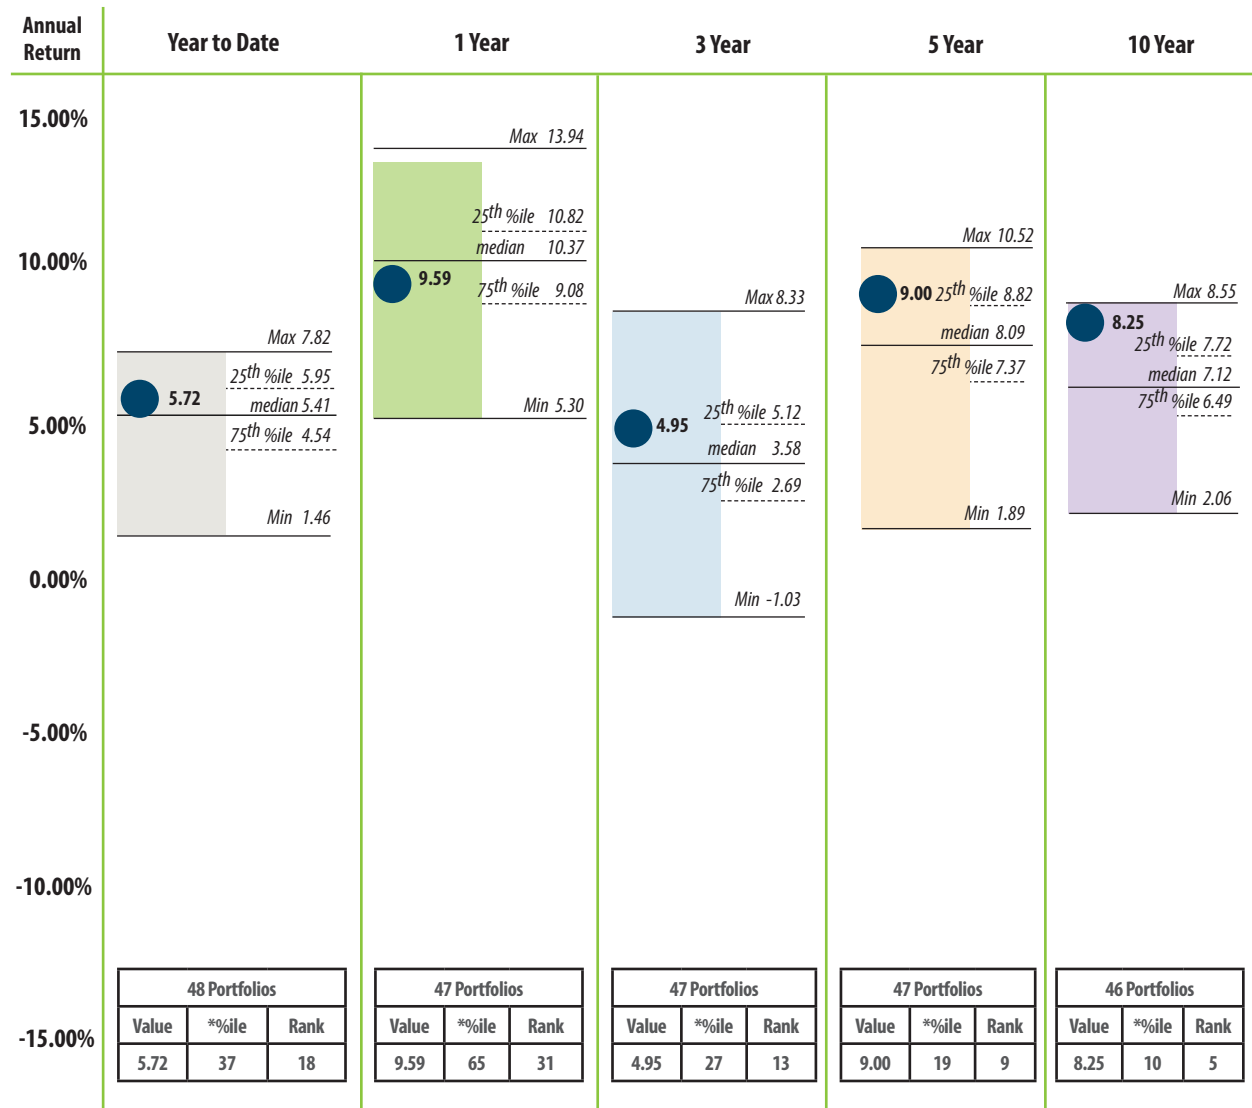 Annual
Return
Year to Date
1 Year
3 Year
5 Year
10 Year
15.00%
10.00%
5.00%
0.00%
-5.00%
-10.00%
-15.00%
Max 7.82
25th %ile 5.95
5.72
median 5.41
75th %ile 4.54
Min 1.46
Max 13.94
25th %ile 10.82
median 10.37
9.59
75th %ile 9.08
Min 5.30
Max 8.33
25th %ile 5.12
4.95
median 3.58
75th %ile 2.69
Min -1.03
Max 10.52
9.00 25th %ile 8.82
median 8.09
75th %ile 7.37
Min 1.89
Max 8.55
8.25
25th %ile 7.72
median 7.12
75th %ile 6.49
Min 2.06
48 Portfolios
Value *%ile Rank
5.72 37 18
47 Portfolios
Value *%ile Rank
9.59 65 31
47 Portfolios
Value *%ile Rank
4.95 27 13
47 Portfolios
Value *%ile Rank
9.00 19 9
46 Portfolios
Value *%ile Rank
8.25 10 5